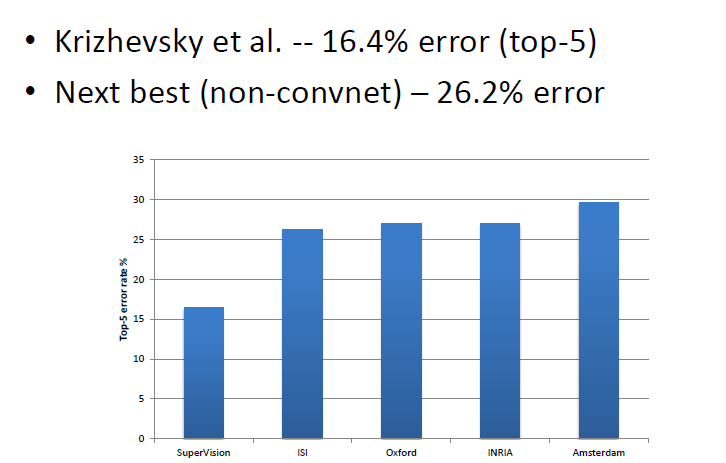 • Krizhevsky et al. -- 16.4% error (top-5)
• Next best (non-convnet) – 26.2% error
35
30
25
20
15
10
5
0
Top-5 error rate %
SuperVision ISI Oxford INRIA Amsterdam